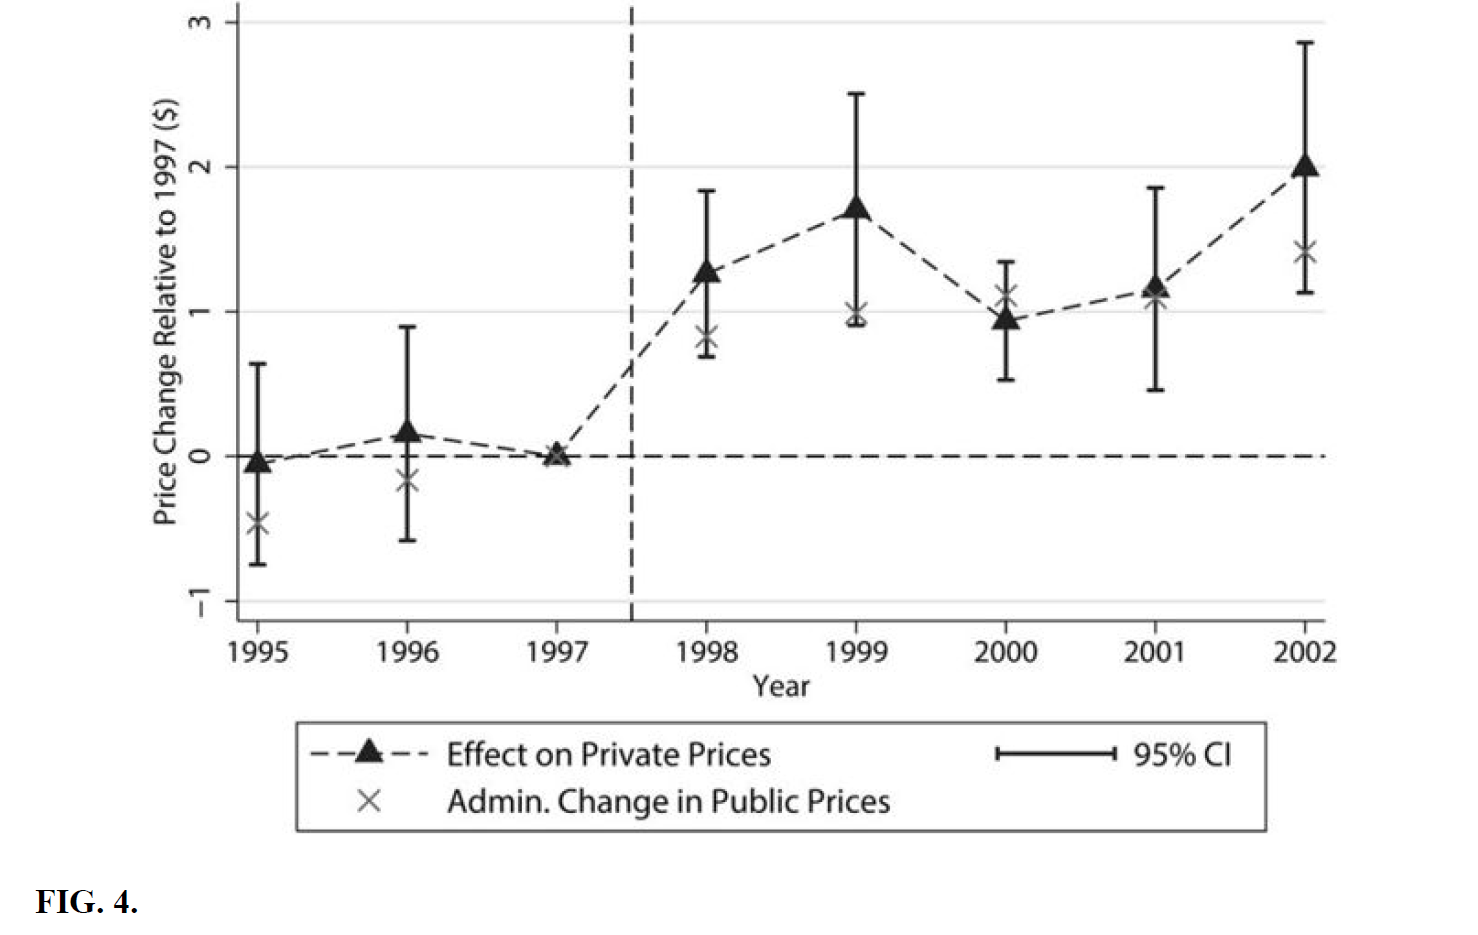 Price Change Relative to 1997 ($)
3
2
1
0
−1
1995 1996 1997 1998 1999 2000 2001 2002
Year
Effect on Private Prices 95% CI
Admin. Change in Public Prices
FIG. 4.